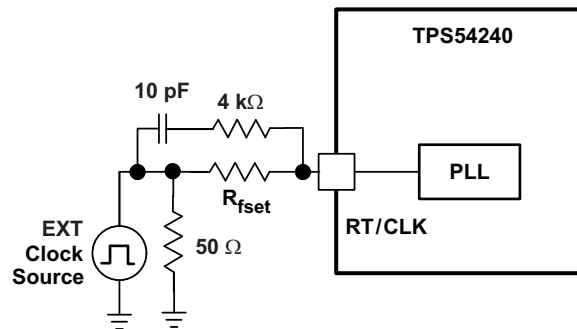 TPS54240
10 pF
4 kΩ
PLL
R_fset
RT/CLK
EXT
Clock
Source
50 Ω